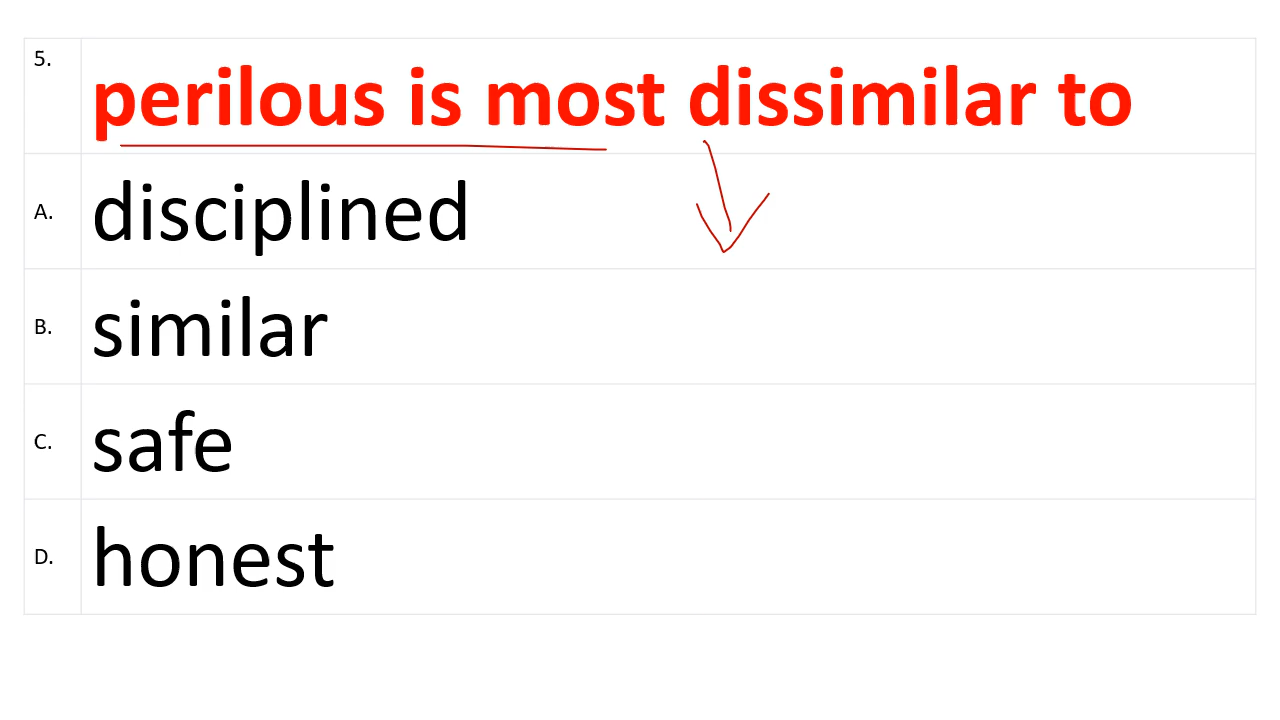 5. perilous is most dissimilar to
A. disciplined
B. similar
C. safe
D. honest